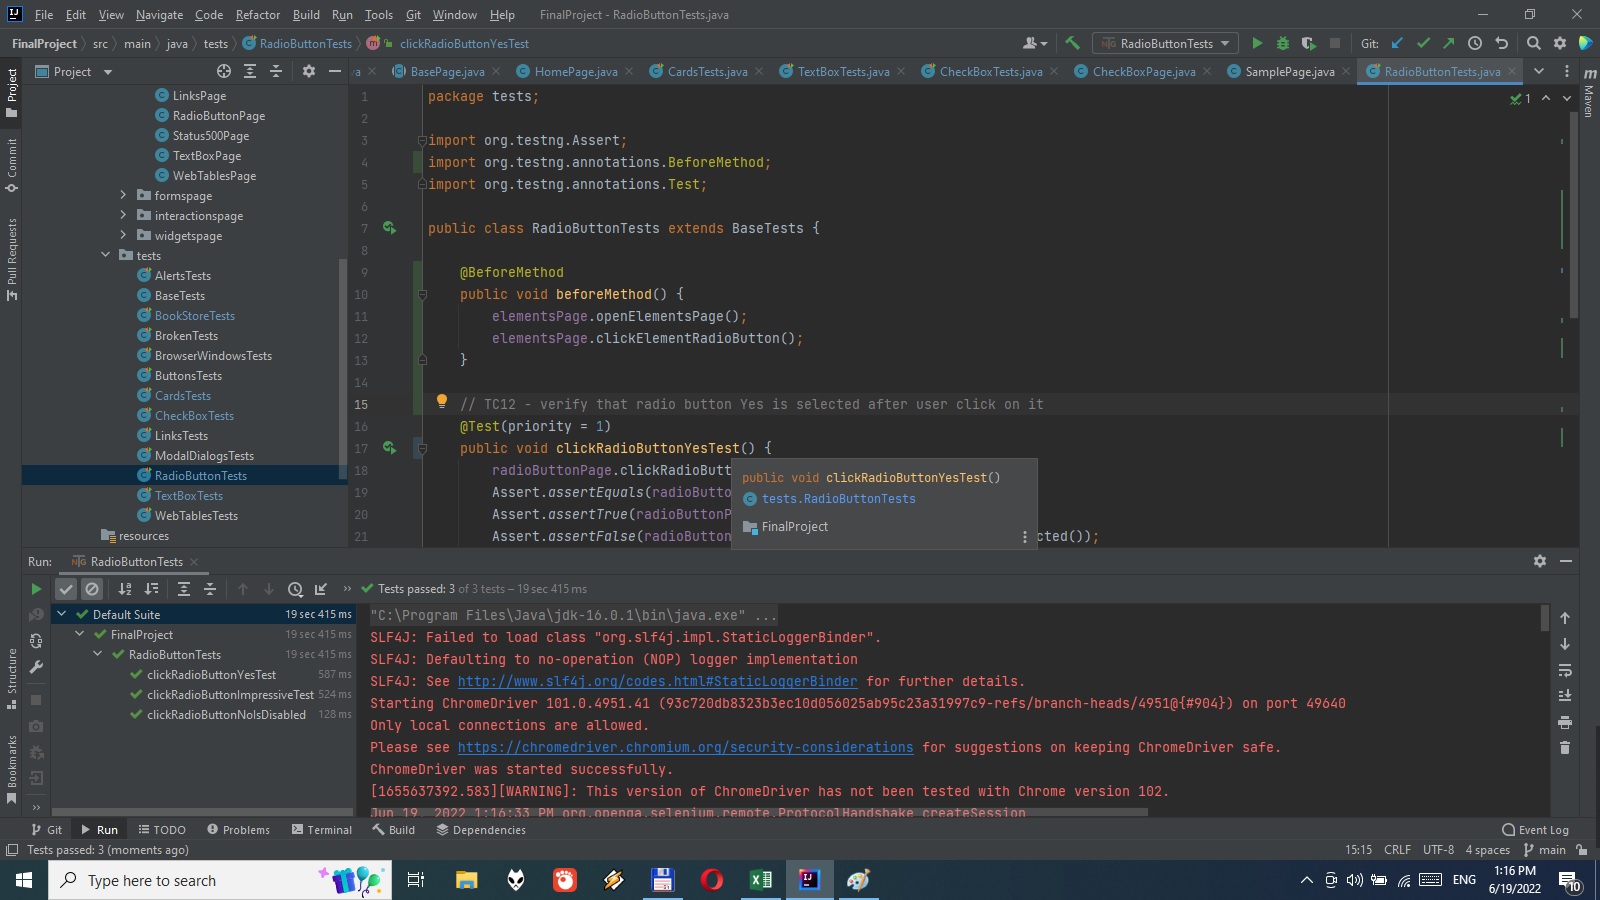 File Edit View Navigate Code Refactor Build Run Tools Git Window Help FinalProject - RadioButtonTests.java
FinalProject src main java tests RadioButtonTests clickRadioButtonYesTest RadioButtonTests Git:
Project BasePage.java HomePage.java CardsTests.java TextBoxTests.java CheckBoxTests.java CheckBoxPage.java SamplePage.java RadioButtonTests.java
Project
Commit
Pull Requests
Structure
Bookmarks
Maven
LinksPage
RadioButtonPage
Status500Page
TextBoxPage
WebTablesPage
formspage
interactionspage
widgetspage
tests
AlertsTests
BaseTests
BookStoreTests
BrokenTests
BrowserWindowsTests
ButtonsTests
CardsTests
CheckBoxTests
LinksTests
ModalDialogsTests
RadioButtonTests
TextBoxTests
WebTablesTests
resources
1 package tests;
2
3 import org.testng.Assert;
4 import org.testng.annotations.BeforeMethod;
5 import org.testng.annotations.Test;
6
7 public class RadioButtonTests extends BaseTests {
8
9 @BeforeMethod
10 public void beforeMethod() {
11 elementsPage.openElementsPage();
12 elementsPage.clickElementRadioButton();
13 }
14
15 // TC12 - verify that radio button Yes is selected after user click on it
16 @Test(priority = 1)
17 public void clickRadioButtonYesTest() {
18 radioButtonPage.clickRadioButt
19 Assert.assertEquals(radioButto
20 Assert.assertTrue(radioButtonP
21 Assert.assertFalse(radioButton cted());
1
public void clickRadioButtonYesTest()
tests.RadioButtonTests
FinalProject
Run: RadioButtonTests
Tests passed: 3 of 3 tests – 19 sec 415 ms
Default Suite 19 sec 415 ms
FinalProject 19 sec 415 ms
RadioButtonTests 19 sec 415 ms
clickRadioButtonYesTest 587 ms
clickRadioButtonImpressiveTest 524 ms
clickRadioButtonNoIsDisabled 128 ms
"C:\Program Files\Java\jdk-16.0.1\bin\java.exe" ...
SLF4J: Failed to load class "org.slf4j.impl.StaticLoggerBinder".
SLF4J: Defaulting to no-operation (NOP) logger implementation
SLF4J: See http://www.slf4j.org/codes.html#StaticLoggerBinder for further details.
Starting ChromeDriver 101.0.4951.41 (93c720db8323b3ec10d056025ab95c23a31997c9-refs/branch-heads/4951@{#904}) on port 49640
Only local connections are allowed.
Please see https://chromedriver.chromium.org/security-considerations for suggestions on keeping ChromeDriver safe.
ChromeDriver was started successfully.
[1655637392.583][WARNING]: This version of ChromeDriver has not been tested with Chrome version 102.
Jun 19, 2022 1:16:33 PM org.openqa.selenium.remote.ProtocolHandshake createSession
Git Run TODO Problems Terminal Build Dependencies Event Log
Tests passed: 3 (moments ago) 15:15 CRLF UTF-8 4 spaces main
Type here to search ENG 1:16 PM
6/19/2022 10